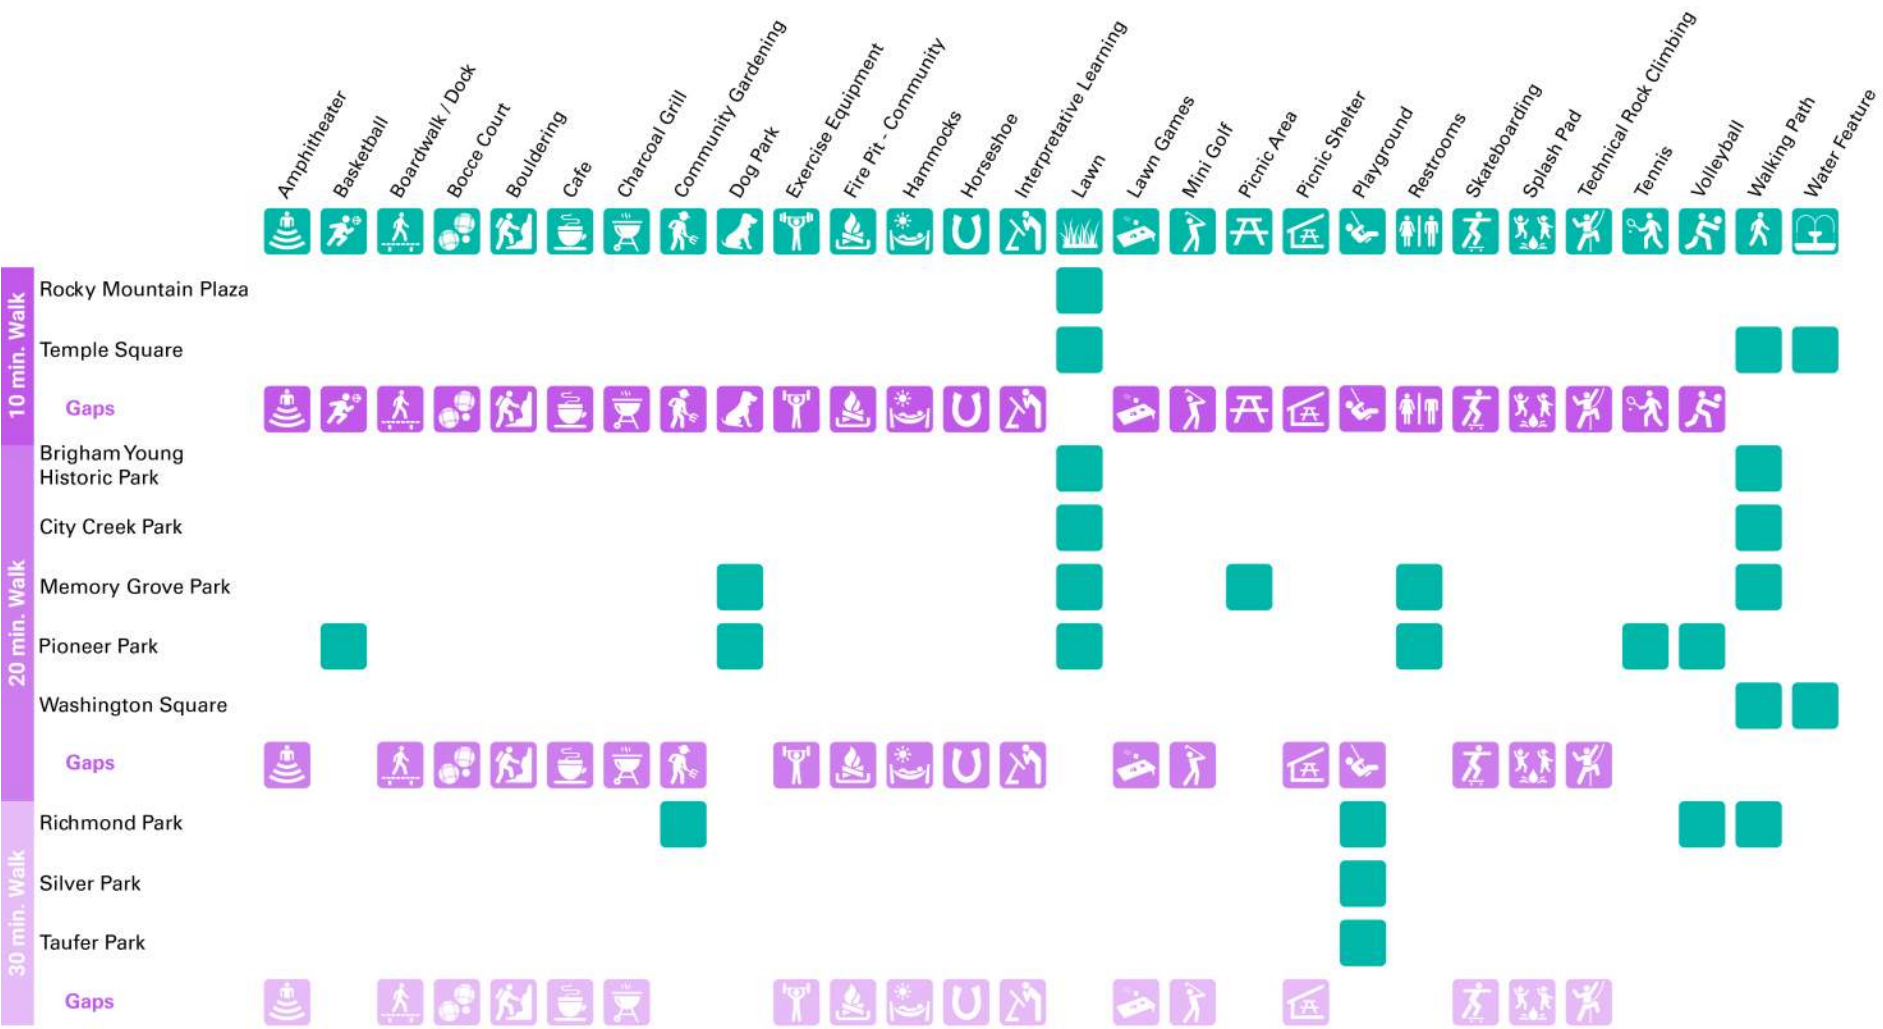 Amphitheater
Basketball
Boardwalk / Dock
Bocce Court
Bouldering
Cafe
Charcoal Grill
Community Gardening
Dog Park
Exercise Equipment
Fire Pit - Community
Hammocks
Horseshoe
Interpretative Learning
Lawn
Lawn Games
Mini Golf
Picnic Area
Picnic Shelter
Playground
Restrooms
Skateboarding
Splash Pad
Technical Rock Climbing
Tennis
Volleyball
Walking Path
Water Feature
10 min. Walk
Rocky Mountain Plaza
Temple Square
Gaps
20 min. Walk
Brigham Young
Historic Park
City Creek Park
Memory Grove Park
Pioneer Park
Washington Square
Gaps
30 min. Walk
Richmond Park
Silver Park
Taufer Park
Gaps